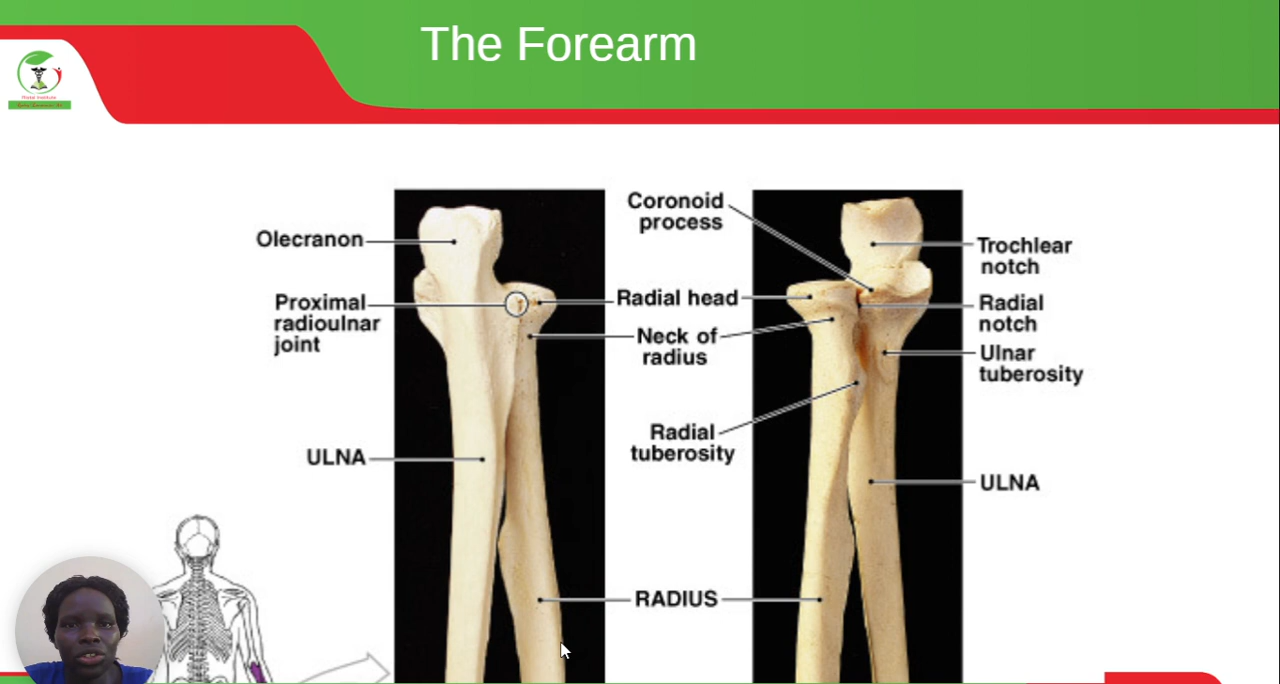 The Forearm
Olecranon
Proximal
radioulnar
joint
ULNA
Coronoid
process
Radial head
Neck of
radius
Radial
tuberosity
RADIUS
Trochlear
notch
Radial
notch
Ulnar
tuberosity
ULNA